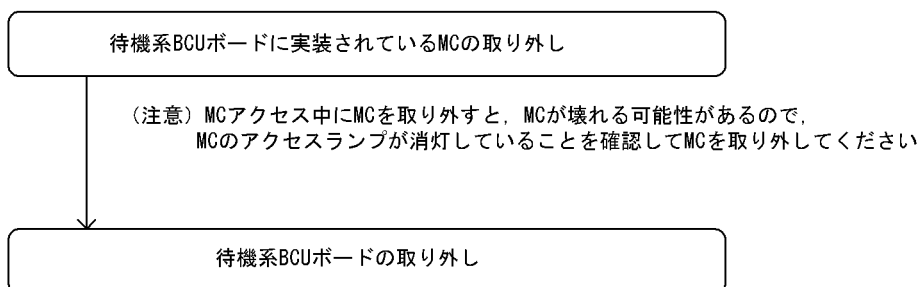 待機系BCUボードに実装されているMCの取り外し
（注意）MCアクセス中にMCを取り外すと，MCが壊れる可能性があるので，
MCのアクセスランプが消灯していることを確認してMCを取り外してください
待機系BCUボードの取り外し